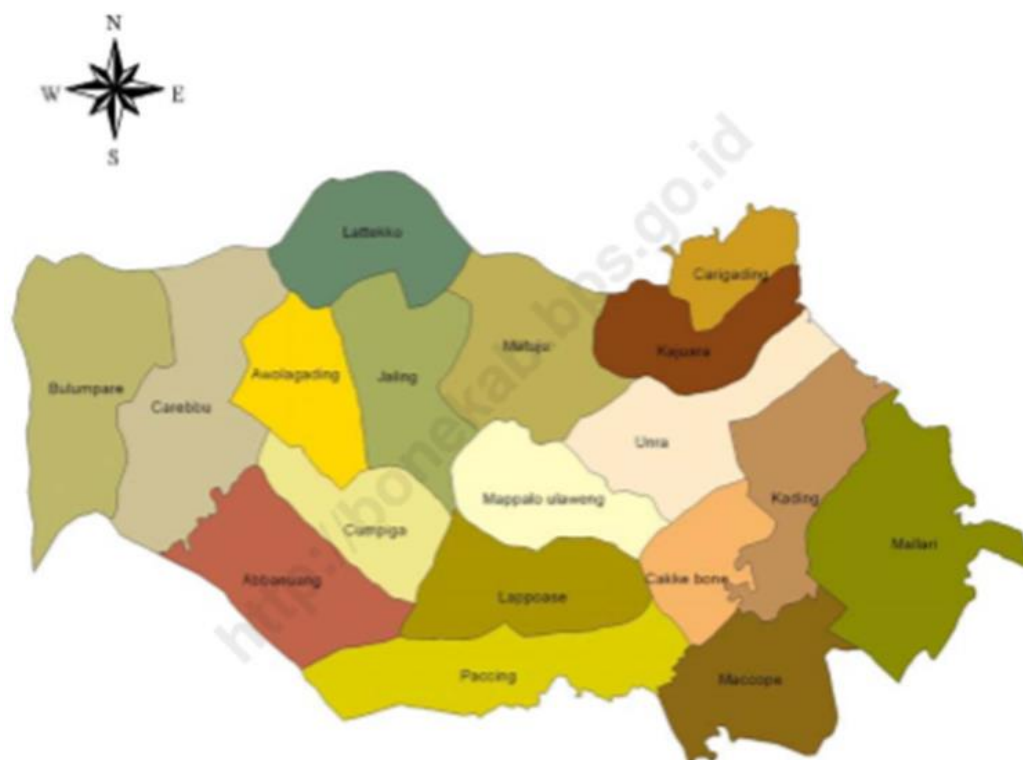 N
W E
S
Lattekko
Carigading
Matuju
Kajuara
Awolagading
Jaling
Bulumpare
Carebbu
Unra
Mappalo ulaweng
Kading
Cumpiga
Mallari
Abbanuang
Cakke bone
Lappoase
Paccing
Maccope
http://bonekab.bps.go.id